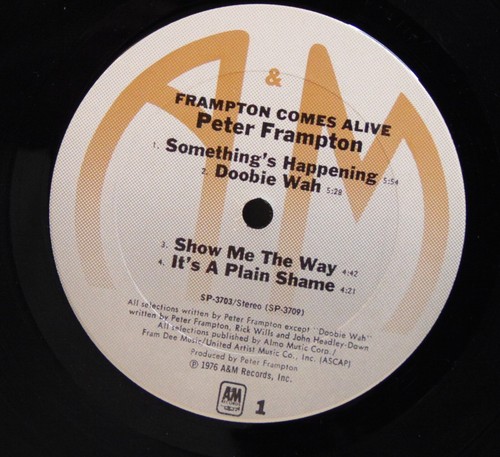 A & M
FRAMPTON COMES ALIVE
Peter Frampton
1. Something's Happening 5:54
2. Doobie Wah 5:28
3. Show Me The Way 4:42
4. It's A Plain Shame 4:21
SP-3703/Stereo (SP-3709)
All selections written by Peter Frampton except "Doobie Wah"
written by Peter Frampton, Rick Wills and John Headley-Down
All selections published by Almo Mutic Corp./
Fram Dee Music/United Artist Music Co., Inc. (ASCAP)
Produced by Peter Frampton
℗ 1976 A&M Records, Inc.
A&M
RECORDS
1